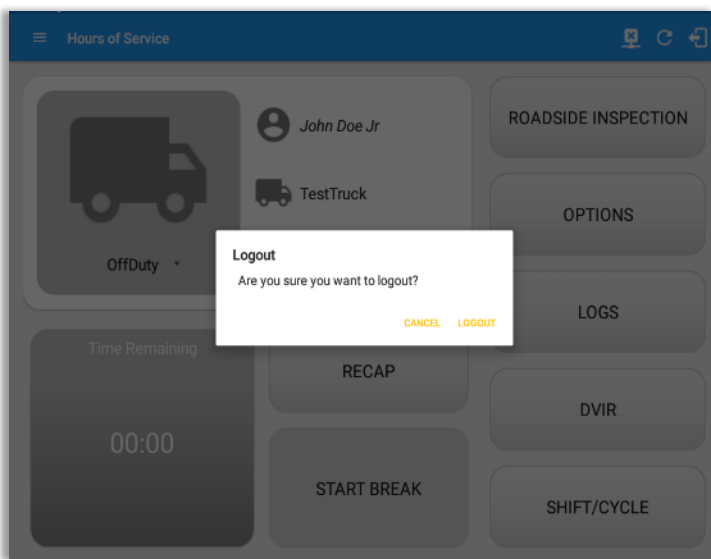 Hours of Service
John Doe Jr
TestTruck
OffDuty
ROADSIDE INSPECTION
OPTIONS
LOGS
DVIR
SHIFT/CYCLE
Logout
Are you sure you want to logout?
CANCEL LOGOUT
Time Remaining
00:00
RECAP
START BREAK